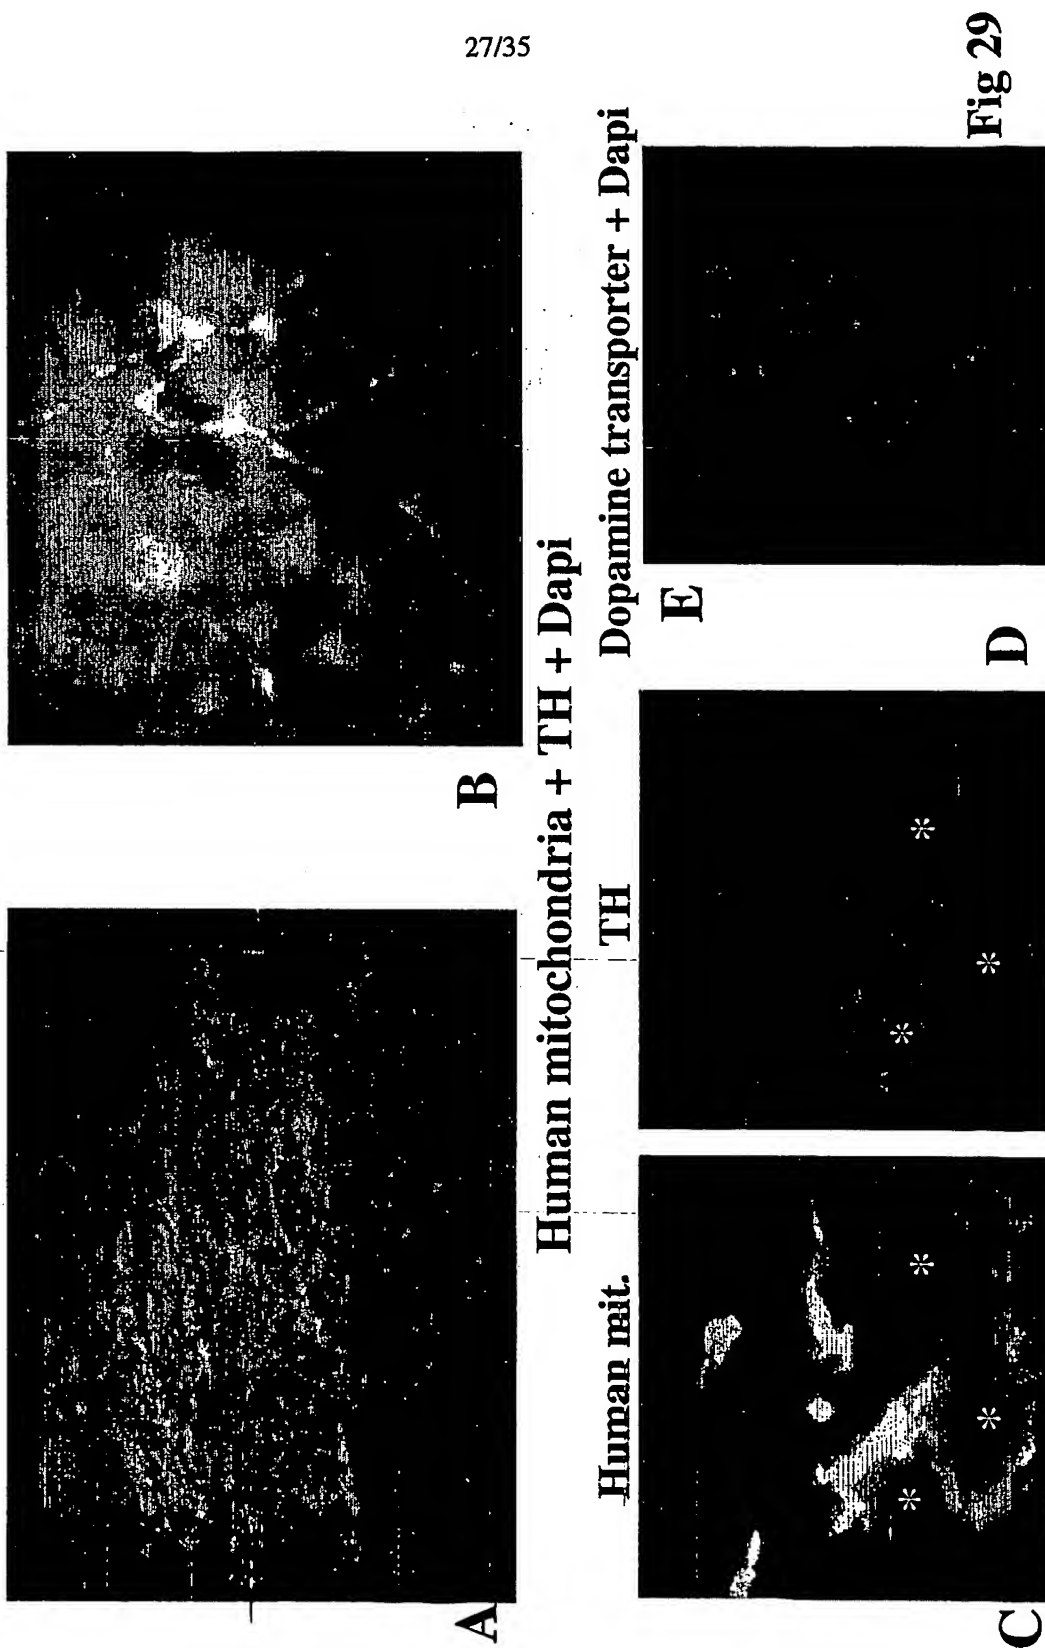 27/35
A
B
Human mitochondria + TH + Dapi
Human mit.
TH
Dopamine transporter + Dapi
C
D
E
Fig 29